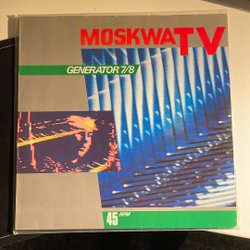 MOSKWA TV
GENERATOR 7/8
45 RPM